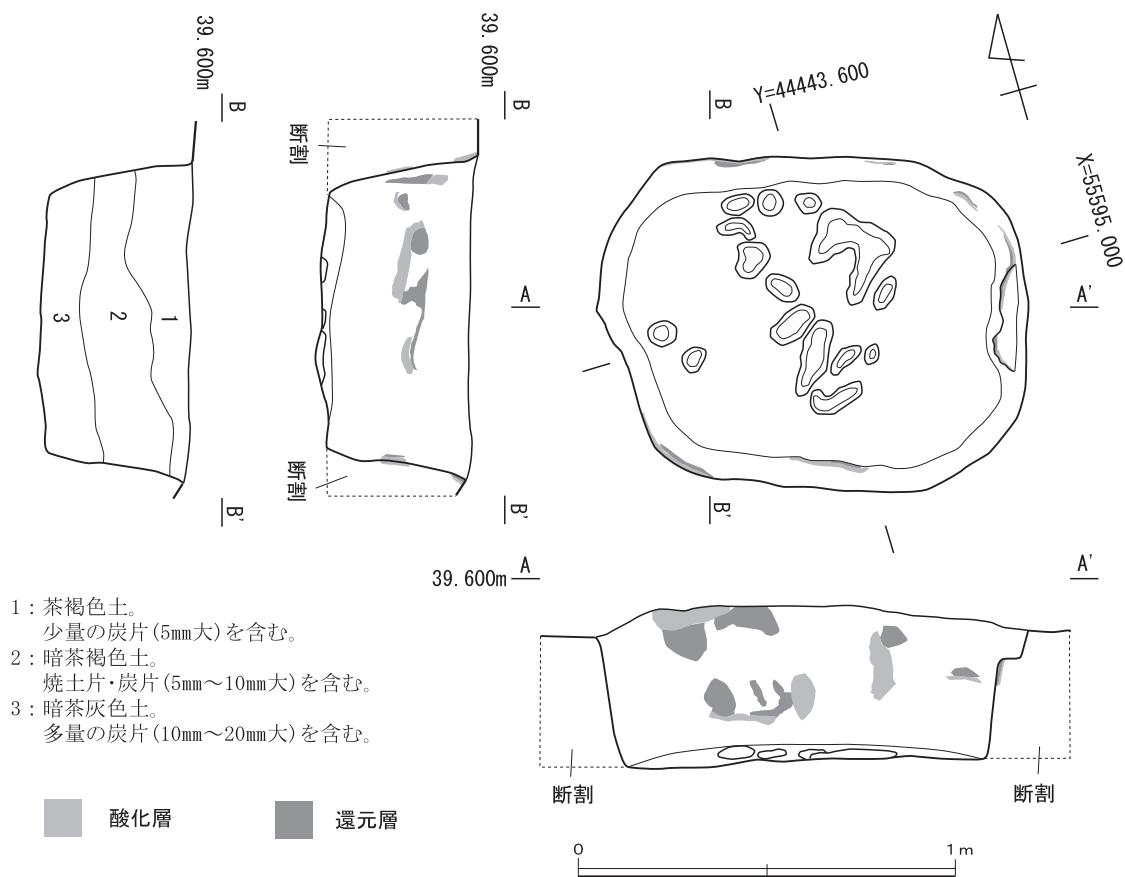 39.600m
B
断割
39.600m
B
B
Y=44443.600
X=55595.000
3
2
1
A
A'
断割
B'
B'
B'
39.600m
A
A'
1：茶褐色土。
少量の炭片(5㎜大)を含む。
2：暗茶褐色土。
焼土片･炭片(5㎜～10㎜大)を含む。
3：暗茶灰色土。
多量の炭片(10㎜～20㎜大)を含む。
断割
断割
酸化層
還元層
0
1m